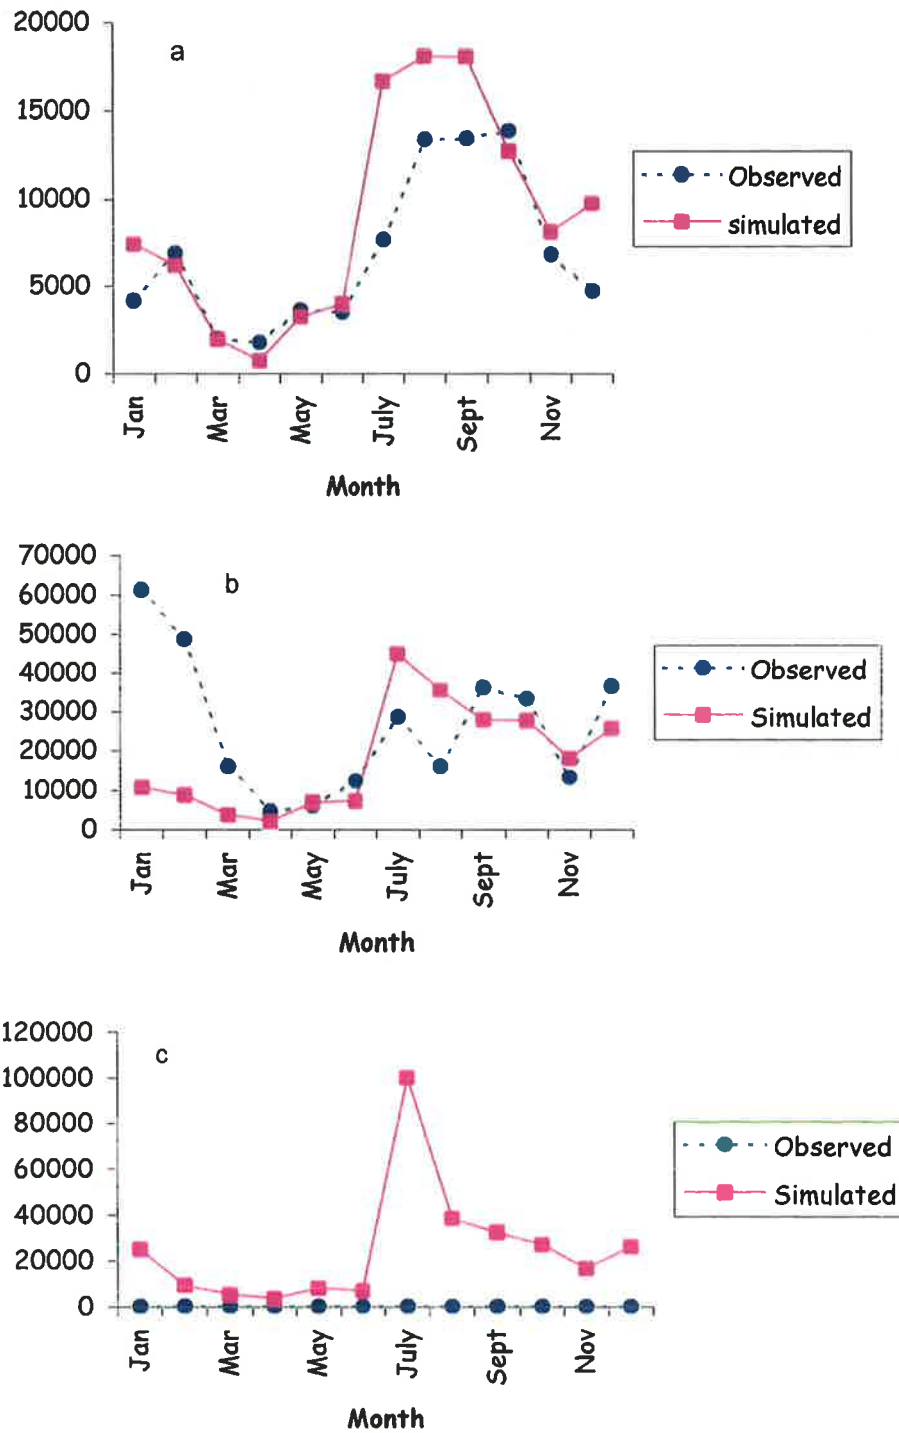 20000
a
15000
10000
5000
0
Observed
simulated
Jan
Mar
May
July
Sept
Nov
Month
70000
b
60000
50000
40000
30000
20000
10000
0
Observed
Simulated
Jan
Mar
May
July
Sept
Nov
Month
120000
c
100000
80000
60000
40000
20000
0
Observed
Simulated
Jan
Mar
May
July
Sept
Nov
Month